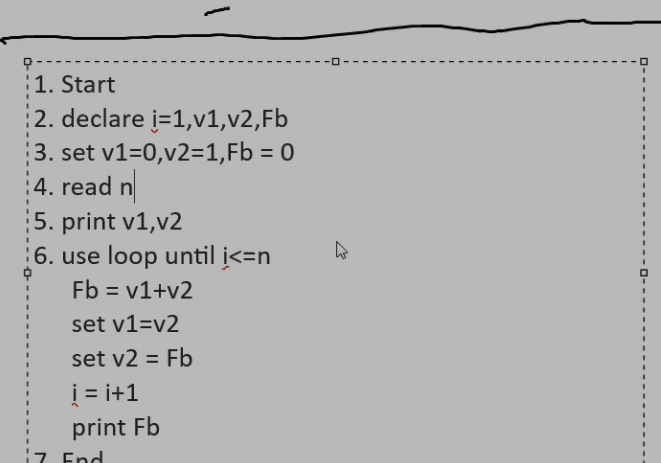 1. Start
2. declare i=1,v1,v2,Fb
3. set v1=0,v2=1,Fb = 0
4. read n
5. print v1,v2
6. use loop until i<=n
Fb = v1+v2
set v1=v2
set v2 = Fb
i = i+1
print Fb
7. End